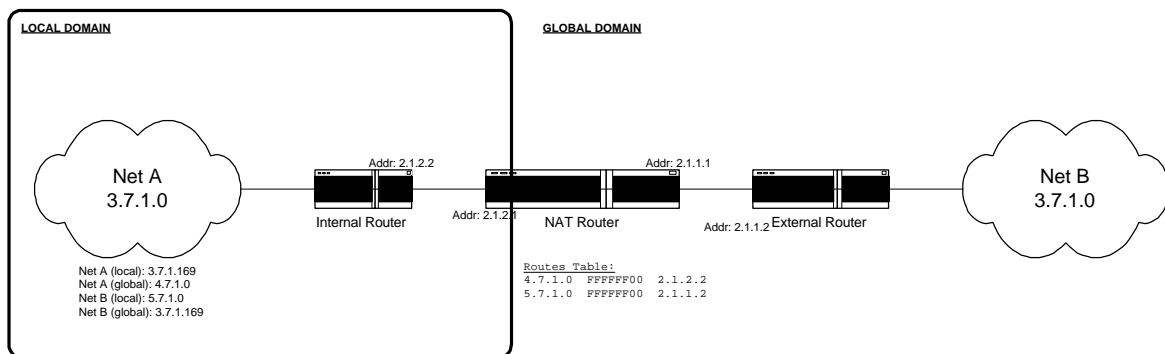 LOCAL DOMAIN
GLOBAL DOMAIN
Addr: 2.1.2.2
Addr: 2.1.1.1
Net A
3.7.1.0
Net B
3.7.1.0
Internal Router
Addr: 2.1.2.1
NAT Router
Addr: 2.1.1.2
External Router
Net A (local): 3.7.1.169
Net A (global): 4.7.1.0
Net B (local): 5.7.1.0
Net B (global): 3.7.1.169
Routes Table:
4.7.1.0 FFFFFF00 2.1.2.2
5.7.1.0 FFFFFF00 2.1.1.2